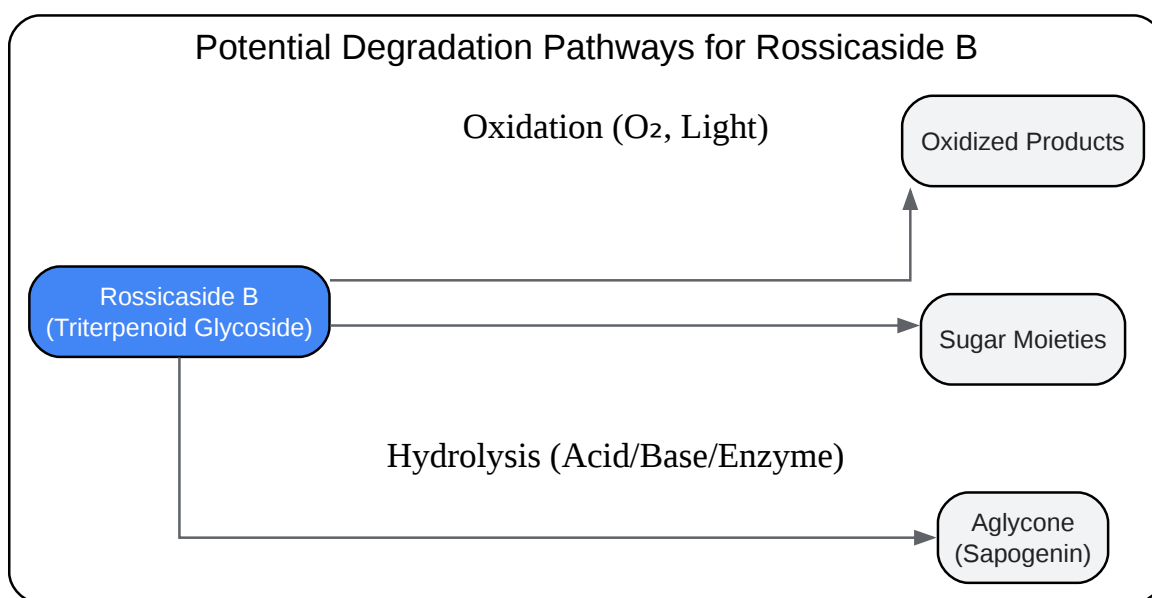 Potential Degradation Pathways for Rossicaside B
Oxidation (O₂, Light)
Oxidized Products
Rossicaside B
(Triterpenoid Glycoside)
Sugar Moieties
Hydrolysis (Acid/Base/Enzyme)
Aglycone
(Sapogenin)